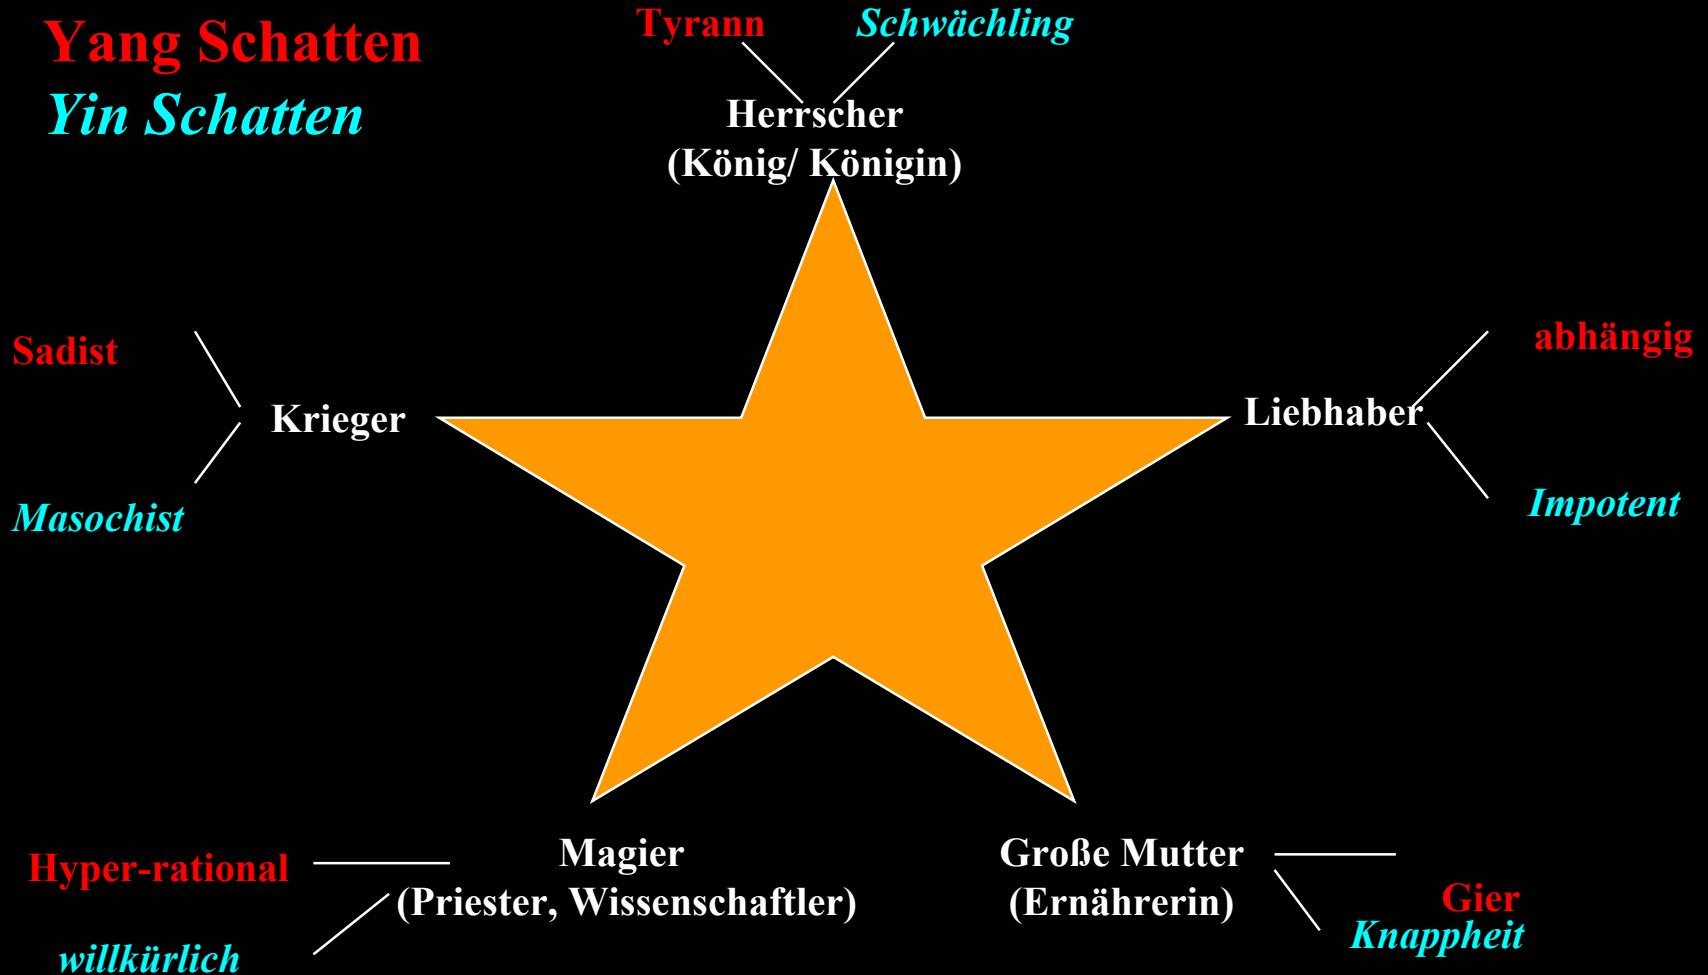 Yang Schatten
Yin Schatten
Tyrann
Schwächling
Herrscher
(König/ Königin)
Sadist
Krieger
Masochist
abhängig
Liebhaber
Impotent
Hyper-rational
Magier
(Priester, Wissenschaftler)
willkürlich
Große Mutter
(Ernährerin)
Gier
Knappheit